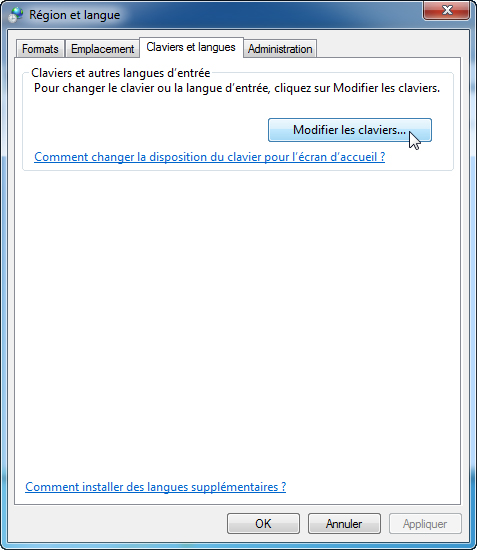 Région et langue
Formats
Emplacement
Claviers et langues
Administration
Claviers et autres langues d'entrée
Pour changer le clavier ou la langue d'entrée, cliquez sur Modifier les claviers.
Modifier les claviers...
Comment changer la disposition du clavier pour l'écran d'accueil ?
Comment installer des langues supplémentaires ?
OK
Annuler
Appliquer